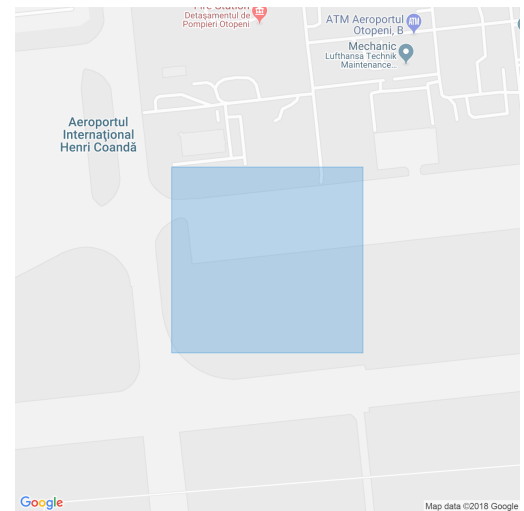 Fire Station
Detașamentul de
Pompieri Otopeni
ATM Aeroportul
Otopeni, B
Mechanic
Lufthansa Technik
Maintenance...
Aeroportul
Internațional
Henri Coandă
Google
Map data ©2018 Google